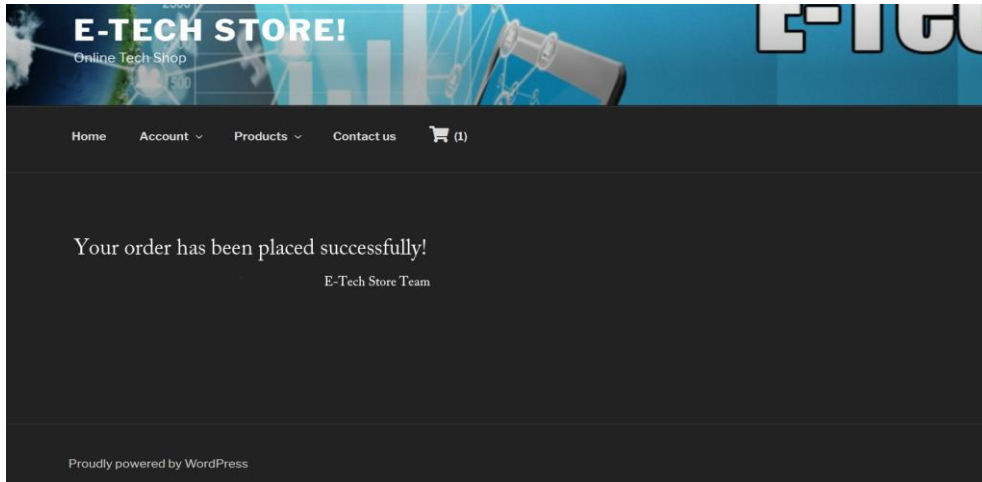 E-TECH STORE!
Online Tech Shop
1500
Home Account Products Contact us (1)
Your order has been placed successfully!
E-Tech Store Team
Proudly powered by WordPress